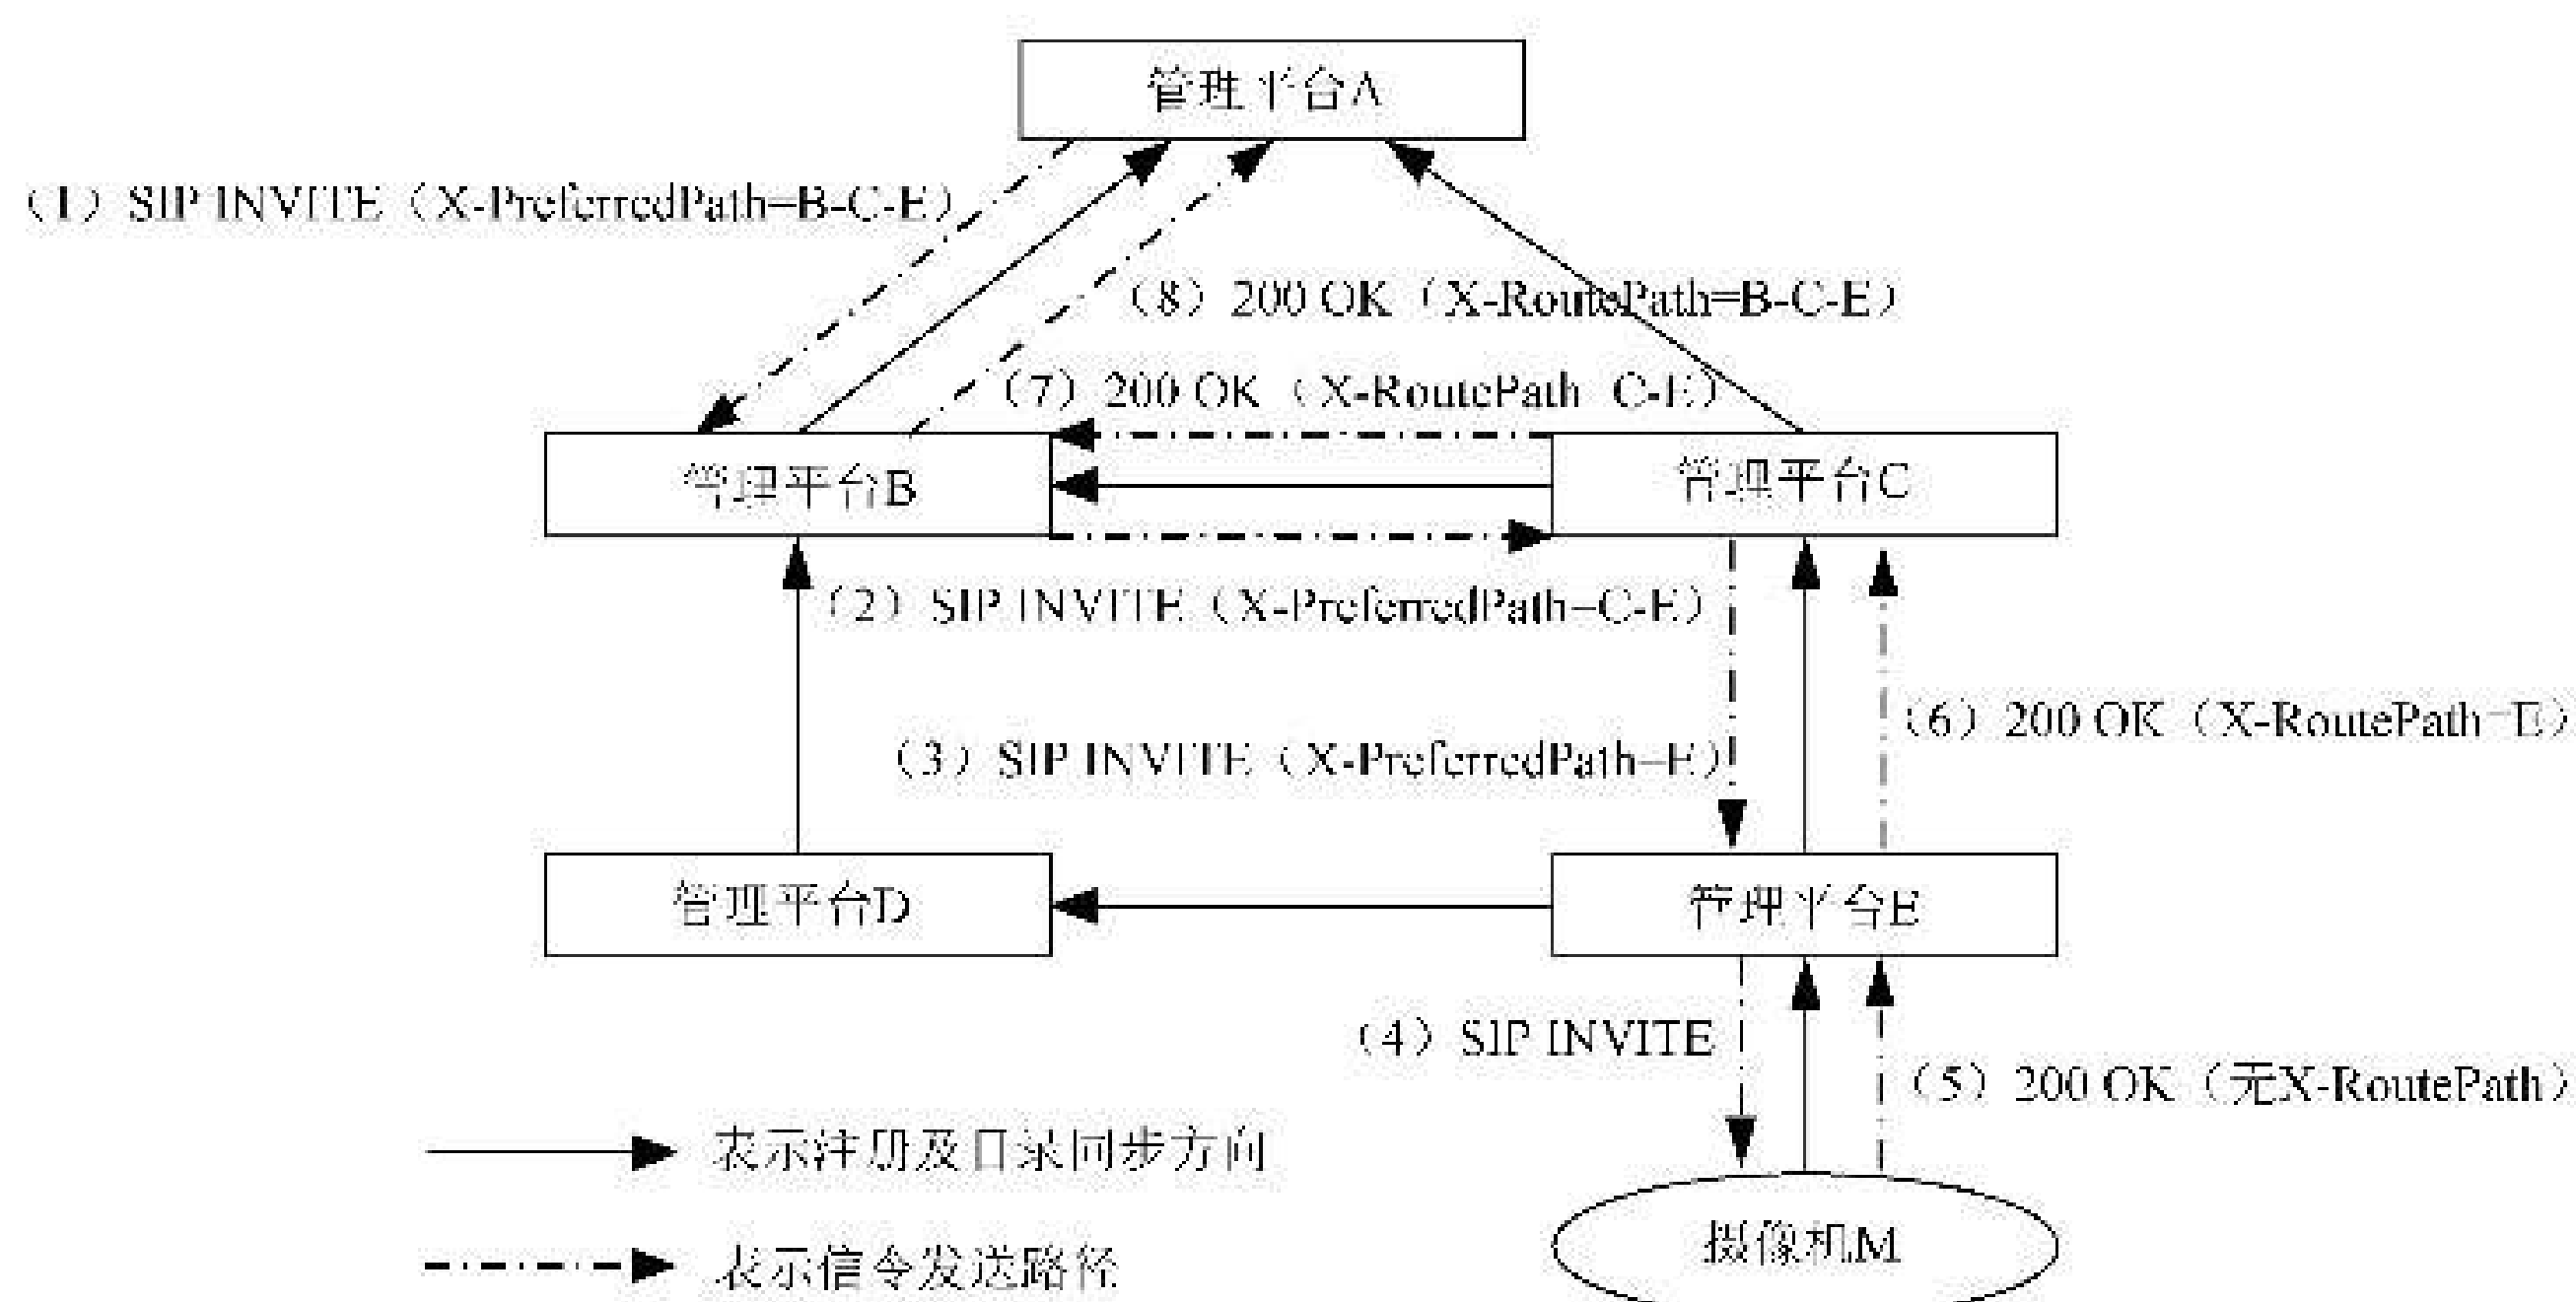 管理平台A
（1）SIP INVITE（X-PreferredPath=B-C-E）
（8）200 OK（X-RoutePath=B-C-E）
（7）200 OK（X-RoutePath=C-E）
管理平台B
管理平台C
（2）SIP INVITE（X-PreferredPath=C-E）
（6）200 OK（X-RoutePath=E）
（3）SIP INVITE（X-PreferredPath=E）
管理平台D
管理平台E
（4）SIP INVITE
（5）200 OK（无X-RoutePath）
表示注册及目录同步方向
摄像机M
表示信令发送路径